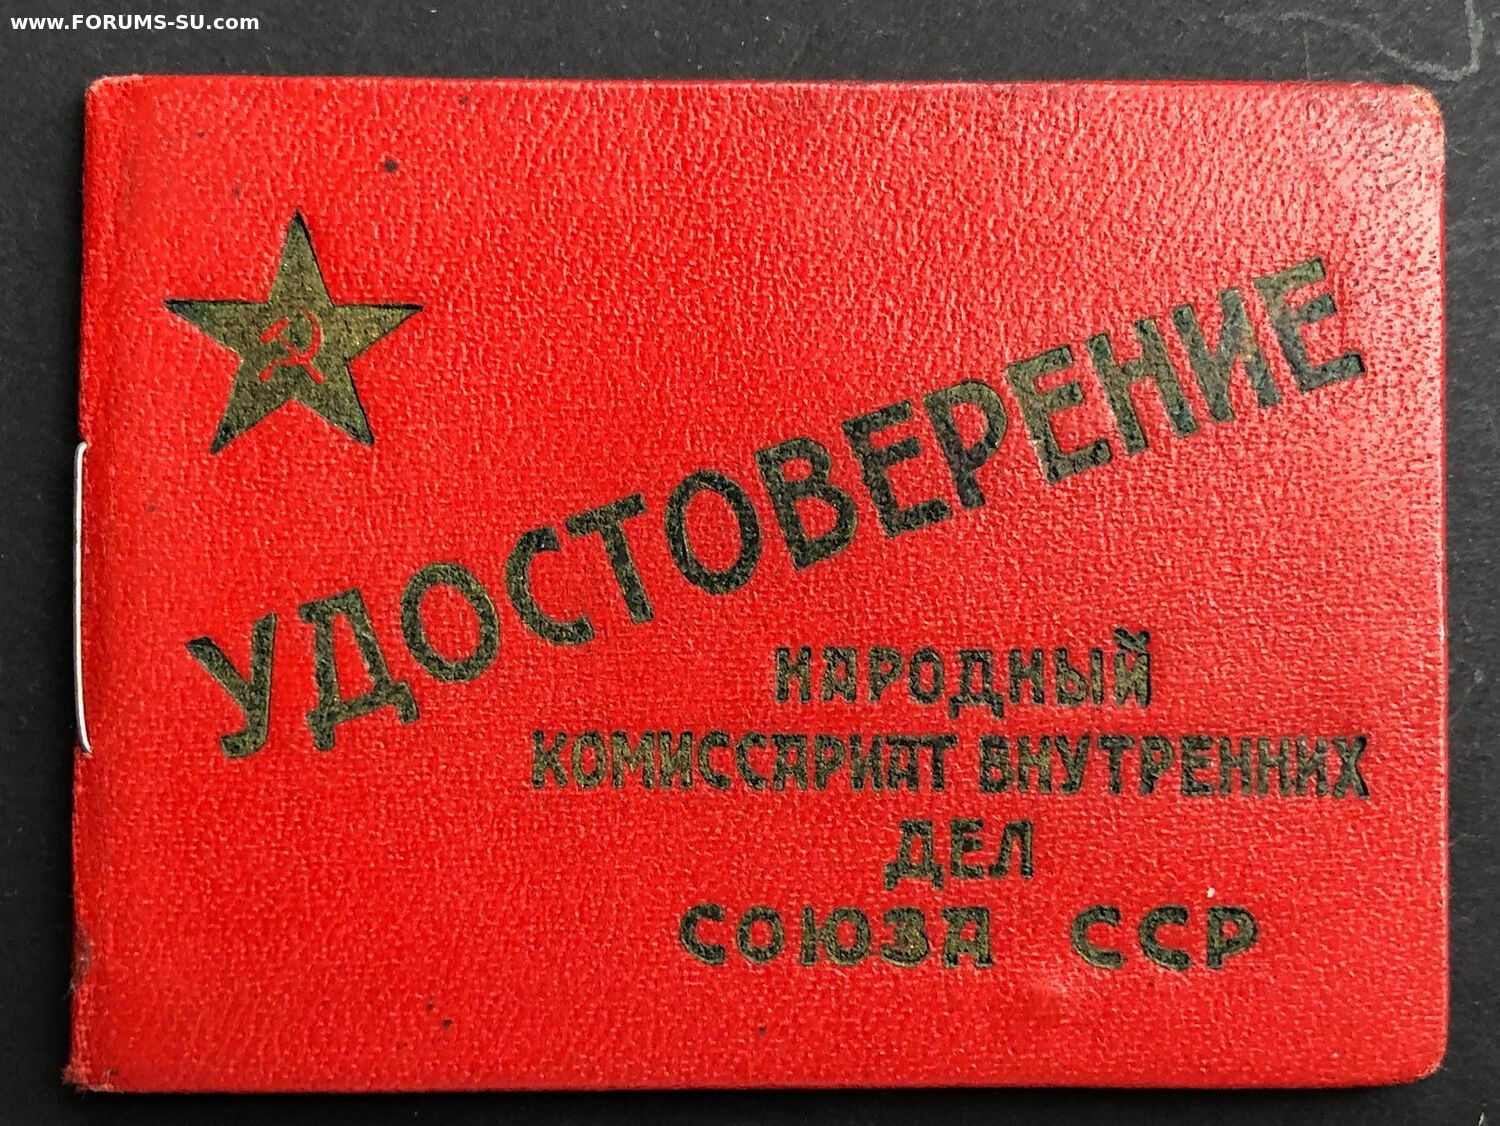 www.FORUMS-SU.com
УДОСТОВЕРЕНИЕ
НАРОДНЫЙ
КОМИССАРИАТ ВНУТРЕННИХ
ДЕЛ
СОЮЗА ССР